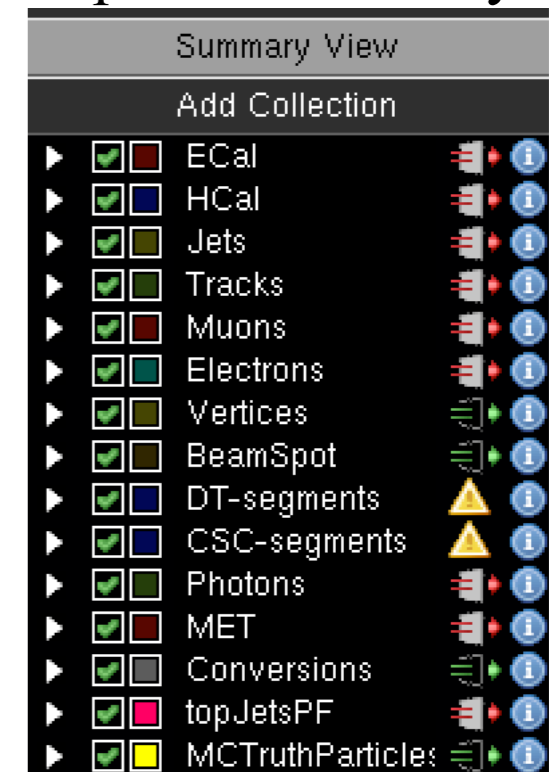 Summary View
Add Collection
ECal
HCal
Jets
Tracks
Muons
Electrons
Vertices
BeamSpot
DT-segments
CSC-segments
Photons
MET
Conversions
topJetsPF
MCTruthParticles